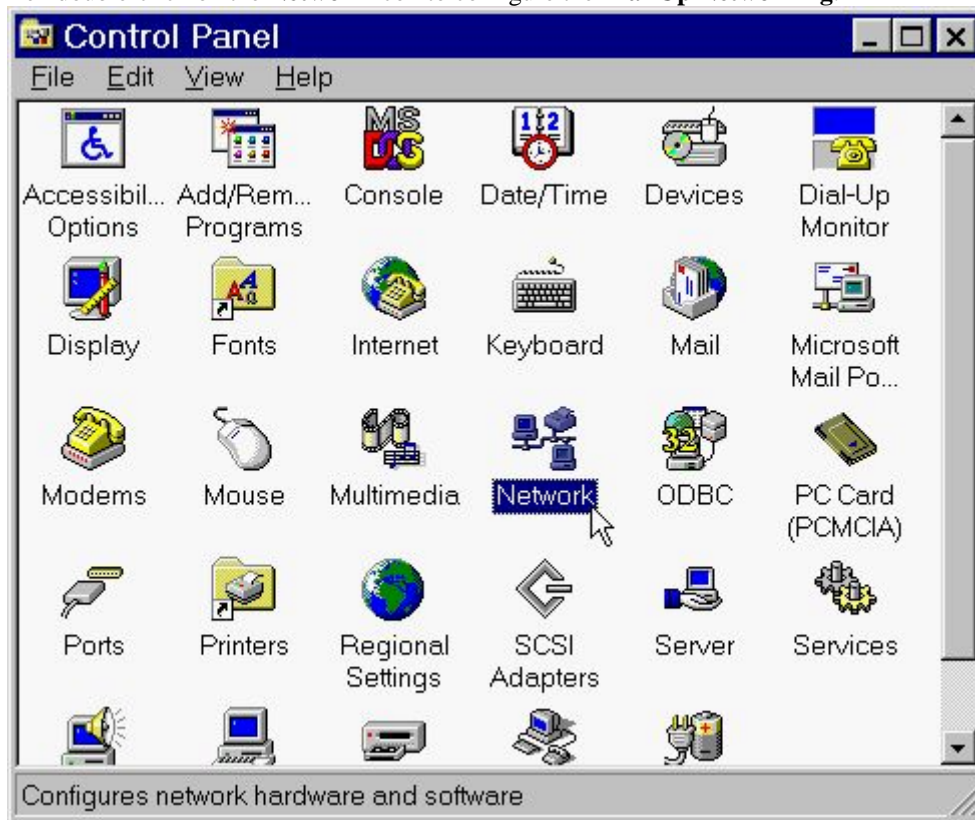 Control Panel
File Edit View Help
Accessibil... Options
Add/Rem... Programs
Console
Date/Time
Devices
Dial-Up Monitor
Display
Fonts
Internet
Keyboard
Mail
Microsoft Mail Po...
Modems
Mouse
Multimedia
Network
ODBC
PC Card (PCMCIA)
Ports
Printers
Regional Settings
SCSI Adapters
Server
Services
Configures network hardware and software